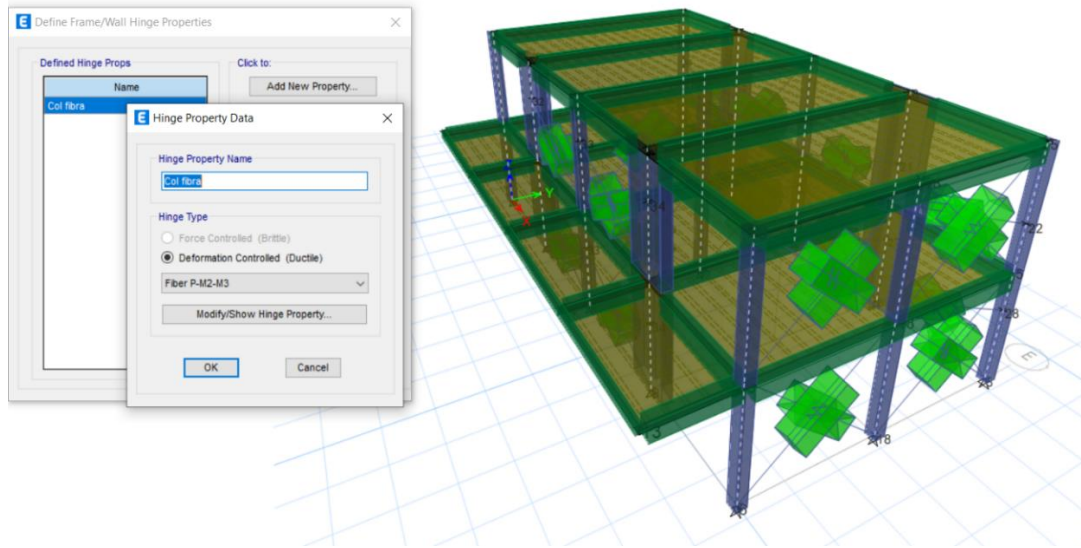 Define Frame/Wall Hinge Properties
Defined Hinge Props
Name
Col fibra
Click to:
Add New Property...
Hinge Property Data
Hinge Property Name
Col fibra
Hinge Type
Force Controlled (Brittle)
Deformation Controlled (Ductile)
Fiber P-M2-M3
Modify/Show Hinge Property...
OK
Cancel
Y
X
22
28
E
18
13